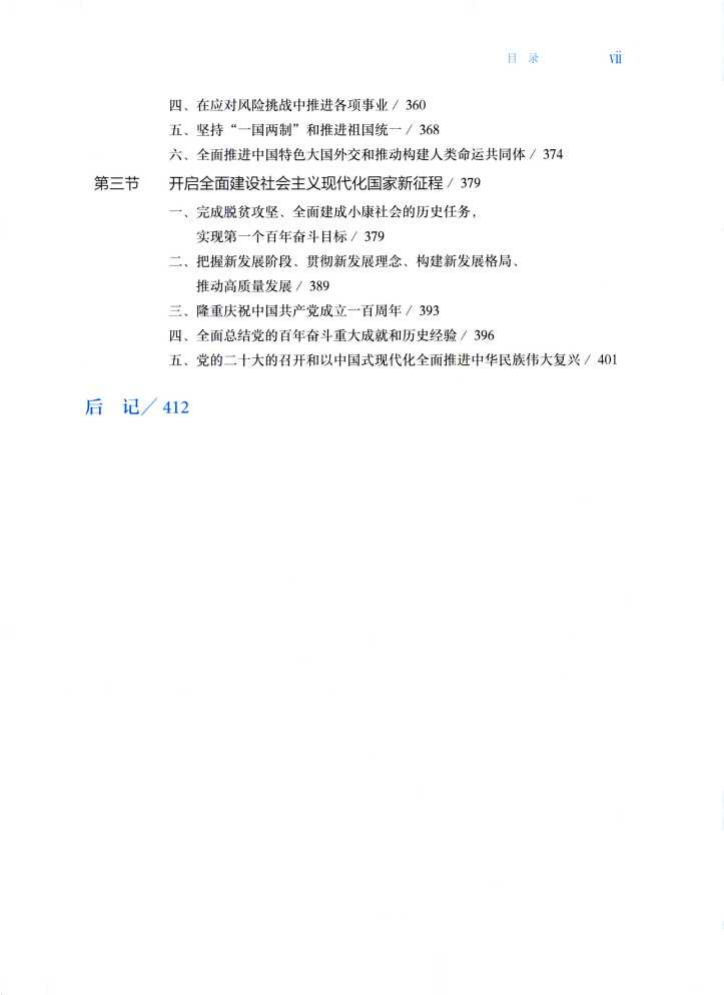 目 录 vii
四、在应对风险挑战中推进各项事业 / 360
五、坚持“一国两制”和推进祖国统一 / 368
六、全面推进中国特色大国外交和推动构建人类命运共同体 / 374
第三节 开启全面建设社会主义现代化国家新征程 / 379
一、完成脱贫攻坚、全面建成小康社会的历史任务，
实现第一个百年奋斗目标 / 379
二、把握新发展阶段、贯彻新发展理念、构建新发展格局、
推动高质量发展 / 389
三、隆重庆祝中国共产党成立一百周年 / 393
四、全面总结党的百年奋斗重大成就和历史经验 / 396
五、党的二十大的召开和以中国式现代化全面推进中华民族伟大复兴 / 401
后 记 / 412